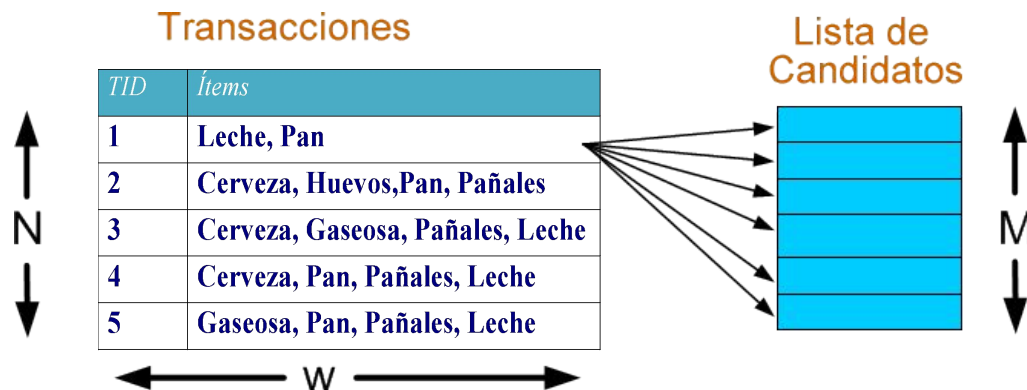 Transacciones
Lista de
Candidatos
TID Ítems
1 Leche, Pan
2 Cerveza, Huevos,Pan, Pañales
3 Cerveza, Gaseosa, Pañales, Leche
4 Cerveza, Pan, Pañales, Leche
5 Gaseosa, Pan, Pañales, Leche
N
M
W